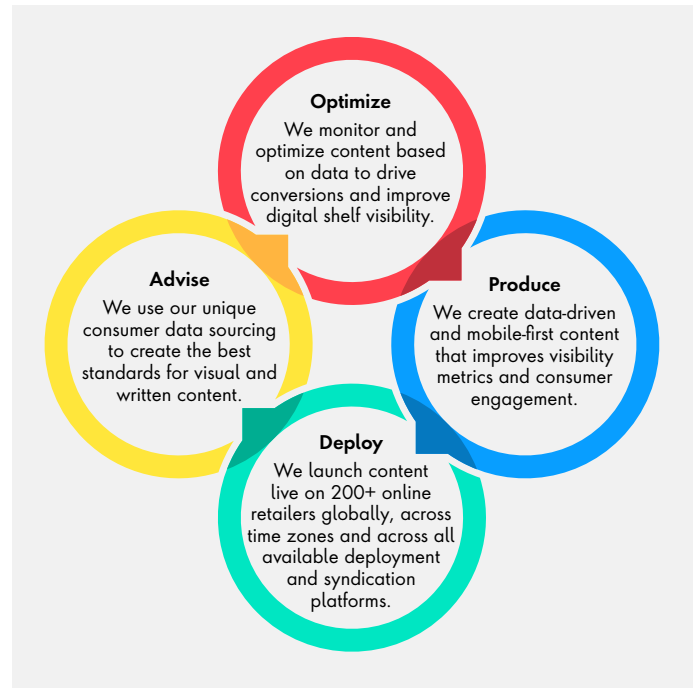 Optimize
We monitor and
optimize content based
on data to drive
conversions and improve
digital shelf visibility.
Advise
We use our unique
consumer data sourcing
to create the best
standards for visual and
written content.
Produce
We create data-driven
and mobile-first content
that improves visibility
metrics and consumer
engagement.
Deploy
We launch content
live on 200+ online
retailers globally, across
time zones and across all
available deployment
and syndication
platforms.